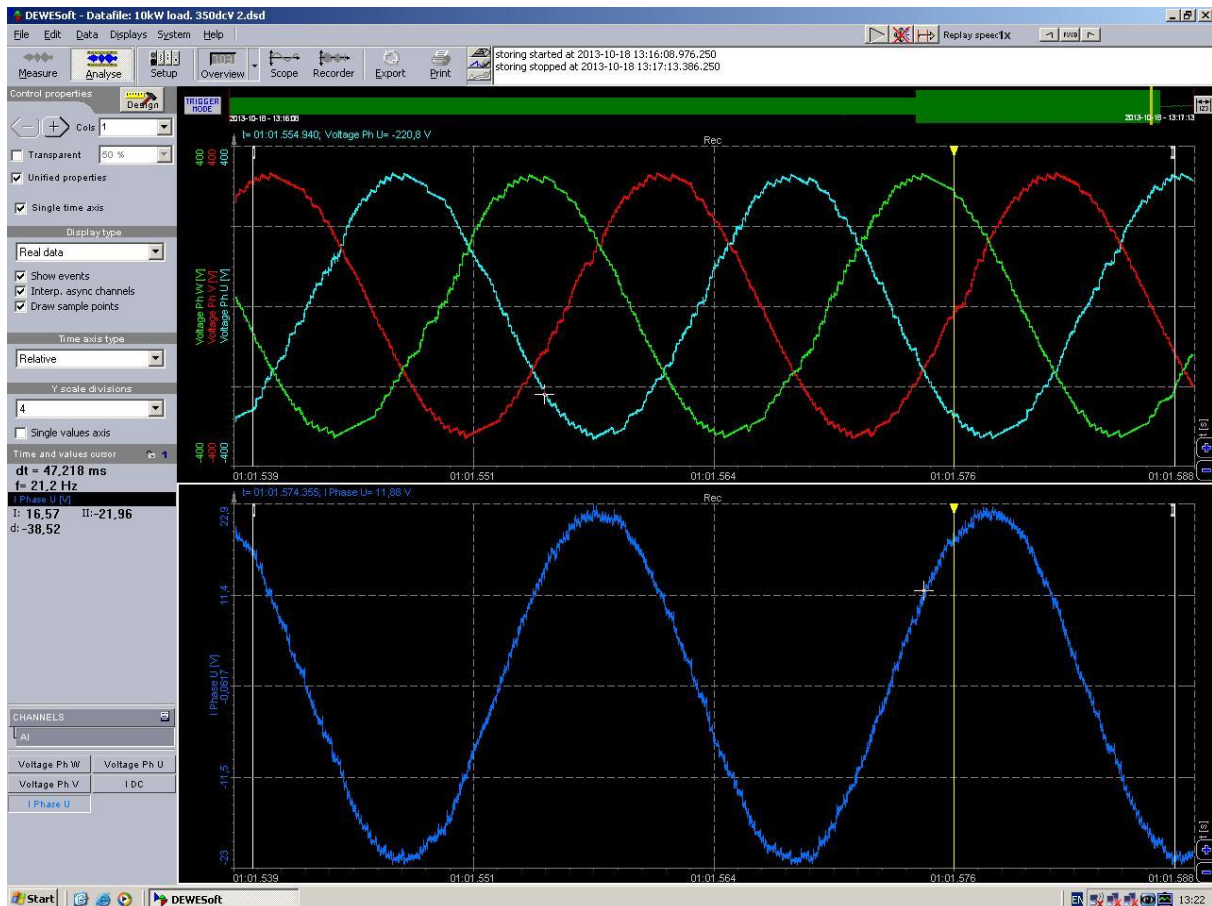 DEWESoft - Datafile: 10kW load. 350dcV 2.dsd
File Edit Data Displays System Help
Replay speec 1x
FWD
Measure Analyse Setup Overview Scope Recorder Export Print
storing started at 2013-10-18 13:16:08.976.250
storing stopped at 2013-10-18 13:17:13.386.250
Control properties
Design
Cols 1
Transparent 50 %
Unified properties
Single time axis
Display type
Real data
Show events
Interp. async channels
Draw sample points
Time axis type
Relative
Y scale divisions
4
Single values axis
Time and values cursor 1
dt = 47,218 ms
f= 21,2 Hz
I Phase U [V]
I: 16,57 II:-21,96
d: -38,52
CHANNELS
AI
Voltage Ph W Voltage Ph U
Voltage Ph V I DC
I Phase U
TRIGGER MODE
2013-10-18 - 13:16:08
2013-10-18 - 13:17:13
123
t= 01:01.554.940; Voltage Ph U= -220,8 V
Rec
400 400 400
Voltage Ph W [V]
Voltage Ph V [V]
Voltage Ph U [V]
-400 -400 -400
t [s]
01:01.539 01:01.551 01:01.564 01:01.576 01:01.588
t= 01:01.574.355, I Phase U= 11,88 V
Rec
22,9
11,4
I Phase U [V]
-0,0617
-11,5
-23
t [s]
01:01.539 01:01.551 01:01.564 01:01.576 01:01.588
Start DEWESoft EN 13:22